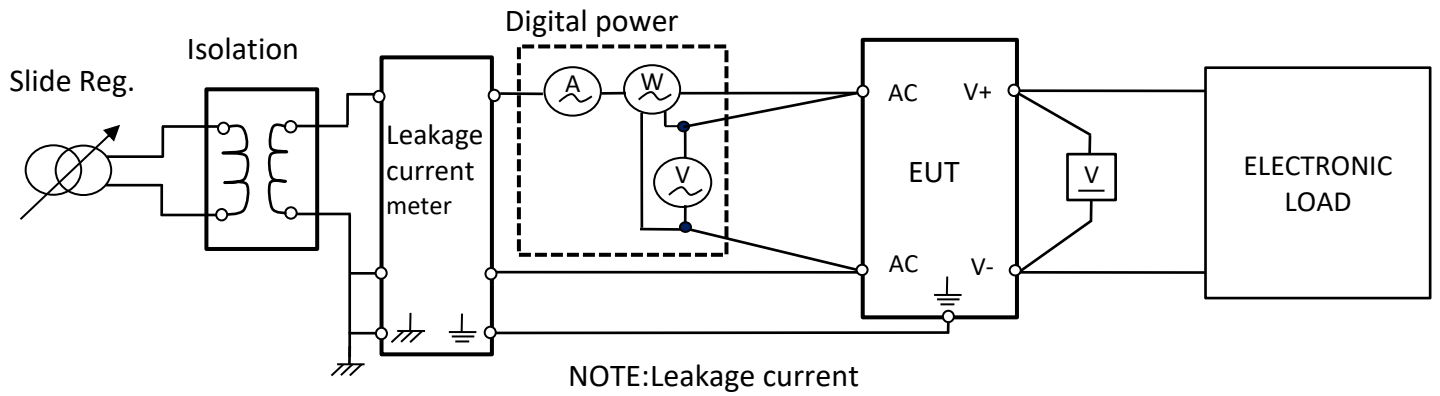 Digital power
Isolation
Slide Reg.
A
W
AC
V+
Leakage
current
meter
V
EUT
V
ELECTRONIC
LOAD
AC
V-
NOTE:Leakage current